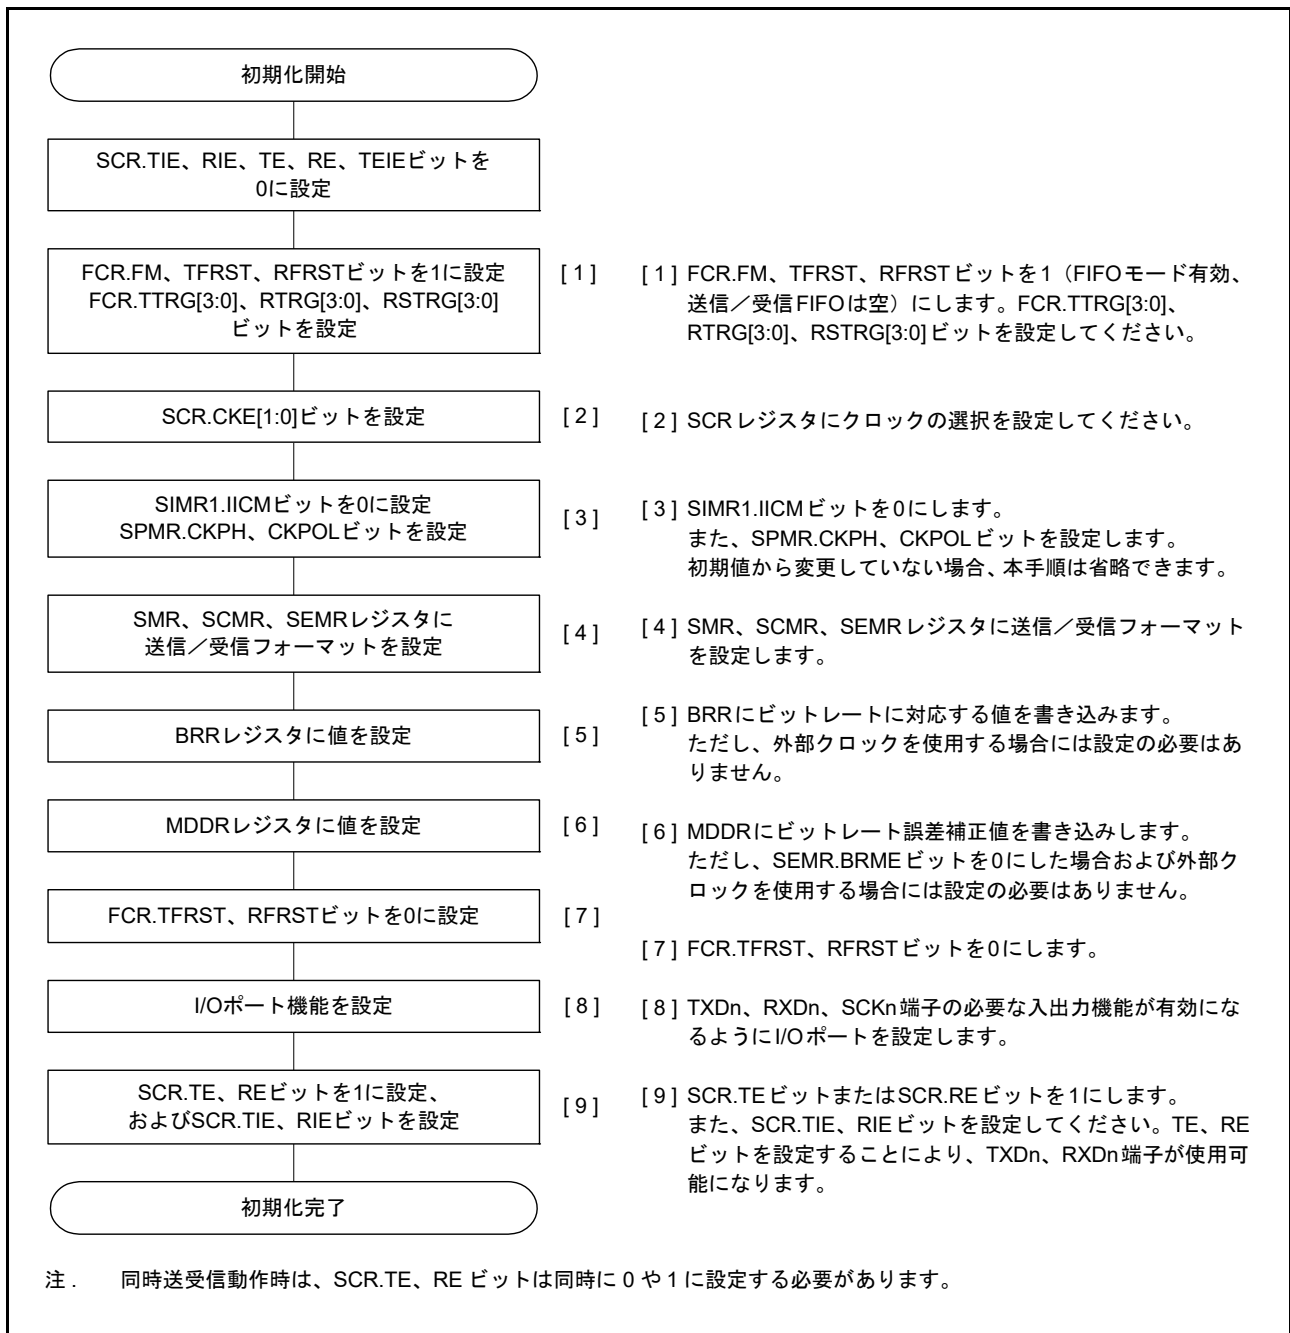 初期化開始
SCR.TIE、RIE、TE、RE、TEIEビットを
0に設定
FCR.FM、TFRST、RFRSTビットを1に設定
FCR.TTRG[3:0]、RTRG[3:0]、RSTRG[3:0]
ビットを設定
[ 1 ]
[ 1 ] FCR.FM、TFRST、RFRSTビットを1（FIFOモード有効、
送信／受信FIFOは空）にします。FCR.TTRG[3:0]、
RTRG[3:0]、RSTRG[3:0]ビットを設定してください。
SCR.CKE[1:0]ビットを設定
[ 2 ]
[ 2 ] SCRレジスタにクロックの選択を設定してください。
SIMR1.IICMビットを0に設定
SPMR.CKPH、CKPOLビットを設定
[ 3 ]
[ 3 ] SIMR1.IICMビットを0にします。
また、SPMR.CKPH、CKPOLビットを設定します。
初期値から変更していない場合、本手順は省略できます。
SMR、SCMR、SEMRレジスタに
送信／受信フォーマットを設定
[ 4 ]
[ 4 ] SMR、SCMR、SEMRレジスタに送信／受信フォーマット
を設定します。
BRRレジスタに値を設定
[ 5 ]
[ 5 ] BRRにビットレートに対応する値を書き込みます。
ただし、外部クロックを使用する場合には設定の必要はあ
りません。
MDDRレジスタに値を設定
[ 6 ]
[ 6 ] MDDRにビットレート誤差補正値を書き込みします。
ただし、SEMR.BRMEビットを0にした場合および外部ク
ロックを使用する場合には設定の必要はありません。
FCR.TFRST、RFRSTビットを0に設定
[ 7 ]
[ 7 ] FCR.TFRST、RFRSTビットを0にします。
I/Oポート機能を設定
[ 8 ]
[ 8 ] TXDn、RXDn、SCKn端子の必要な入出力機能が有効にな
るようにI/Oポートを設定します。
SCR.TE、REビットを1に設定、
およびSCR.TIE、RIEビットを設定
[ 9 ]
[ 9 ] SCR.TEビットまたはSCR.REビットを1にします。
また、SCR.TIE、RIEビットを設定してください。TE、RE
ビットを設定することにより、TXDn、RXDn端子が使用可
能になります。
初期化完了
注 . 同時送受信動作時は、SCR.TE、RE ビットは同時に 0 や 1 に設定する必要があります。